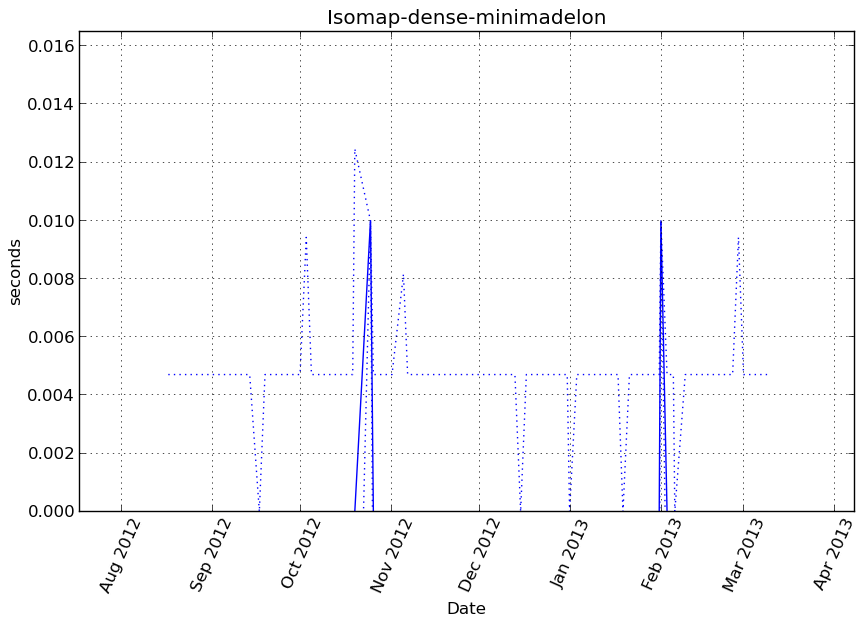 Isomap-dense-minimadelon
0.016
0.014
0.012
0.010
0.008
0.006
0.004
0.002
0.000
seconds
Aug 2012
Sep 2012
Oct 2012
Nov 2012
Dec 2012
Jan 2013
Feb 2013
Mar 2013
Apr 2013
Date